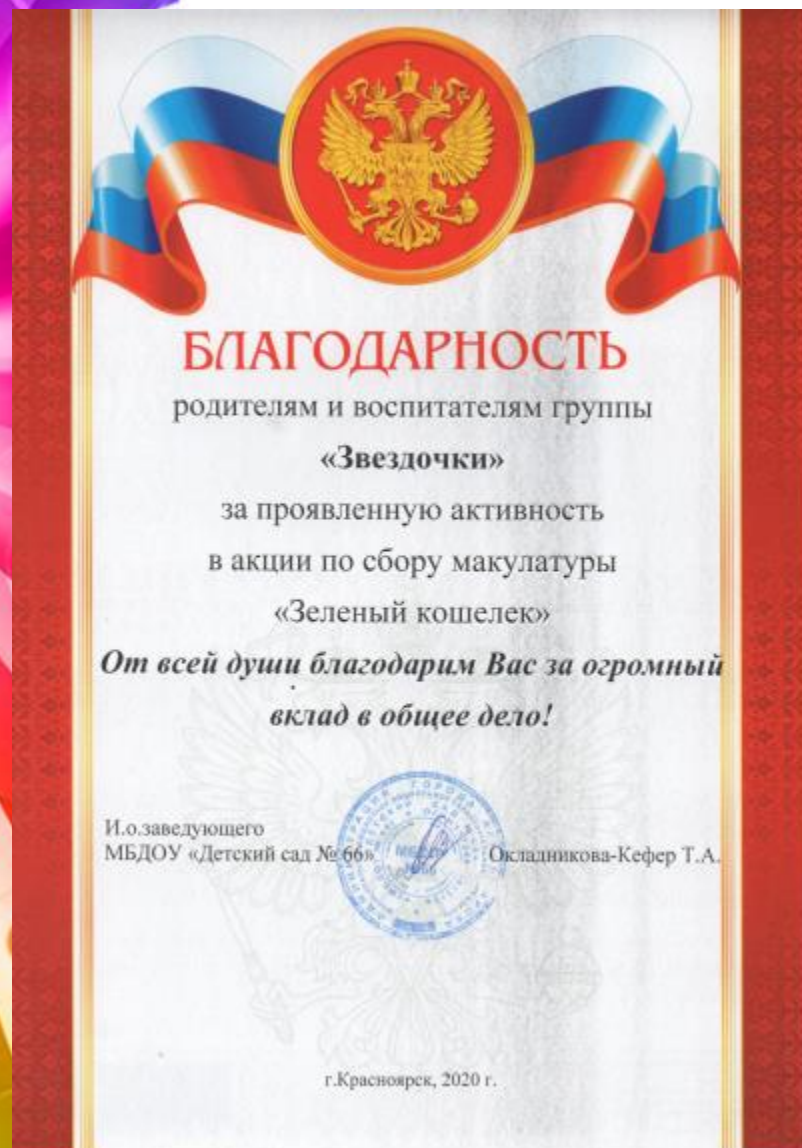 БЛАГОДАРНОСТЬ
родителям и воспитателям группы
«Звездочки»
за проявленную активность
в акции по сбору макулатуры
«Зеленый кошелек»
От всей души благодарим Вас за огромный
вклад в общее дело!
И.о.заведующего
МБДОУ «Детский сад № 66» Окладникова-Кефер Т.А.
г.Красноярск, 2020 г.